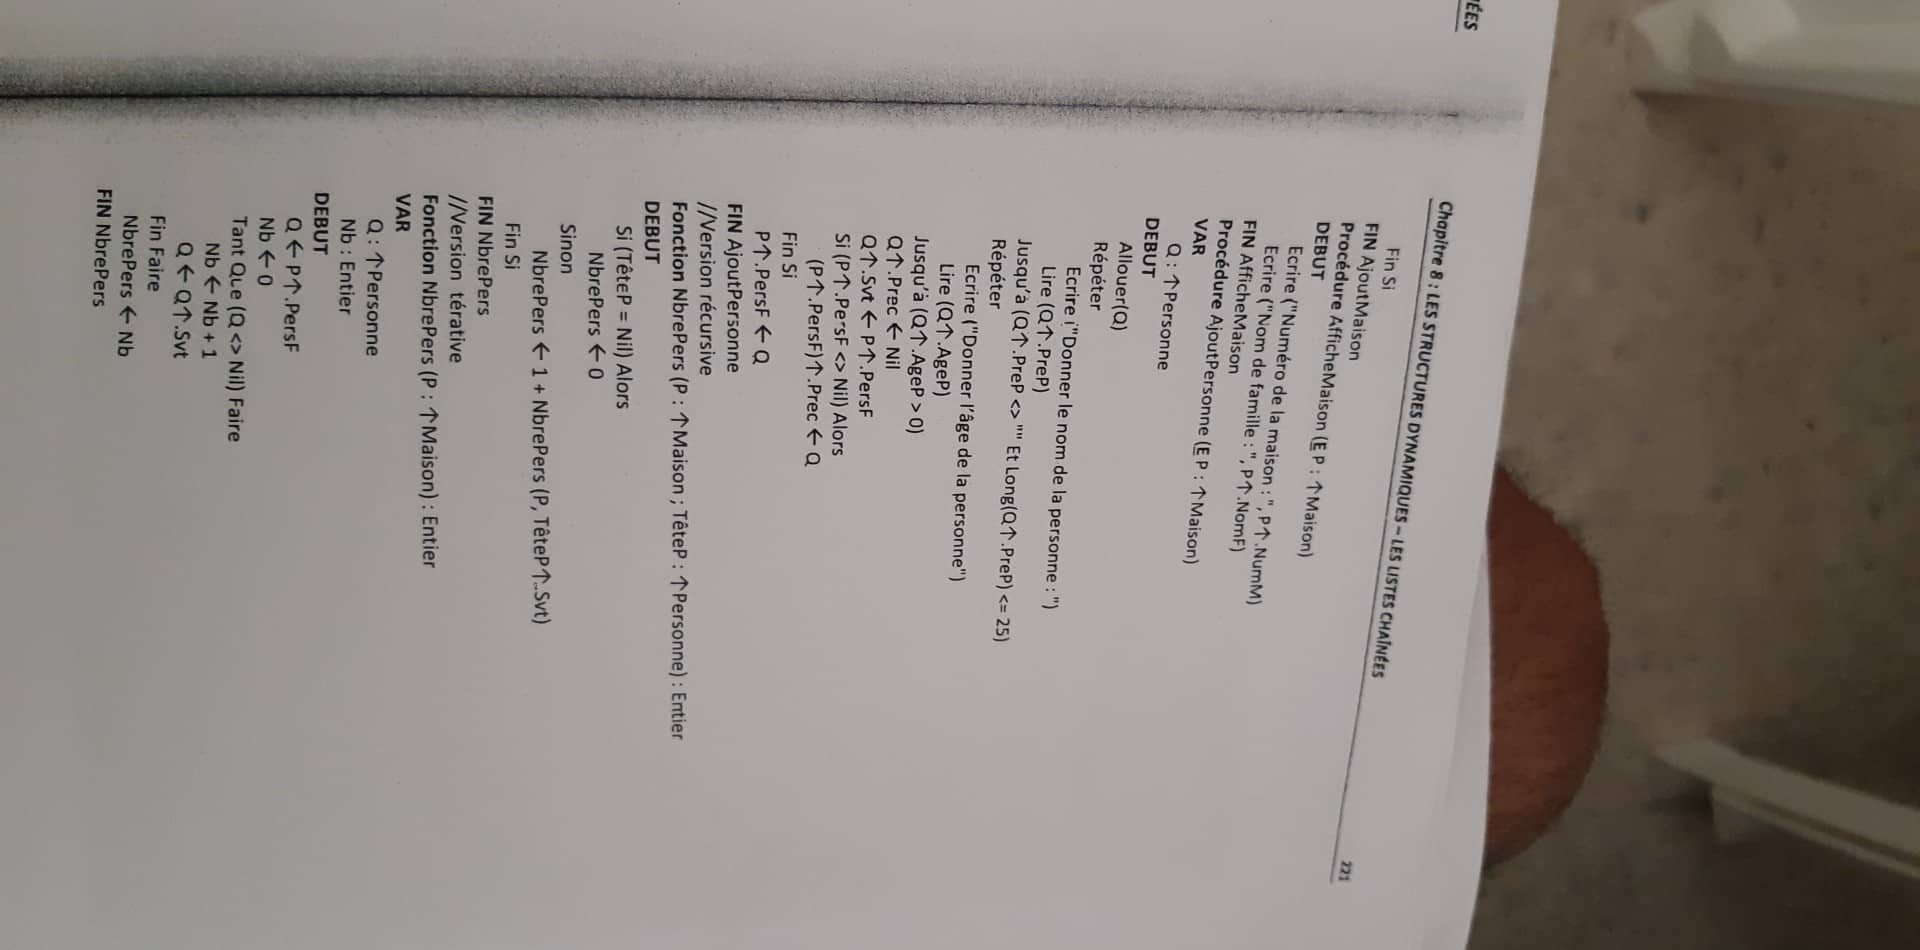 ÉES
Chapitre 8 : LES STRUCTURES DYNAMIQUES – LES LISTES CHAÎNÉES 221
Fin Si
FIN AjoutMaison
Procédure AfficheMaison (E P : ↑Maison)
DEBUT
Ecrire ("Numéro de la maison : ", P↑.NumM)
Ecrire ("Nom de famille : ", P↑.NomF)
FIN AfficheMaison
Procédure AjoutPersonne (E P : ↑Maison)
VAR
Q : ↑Personne
DEBUT
Allouer(Q)
Répéter
Ecrire ("Donner le nom de la personne : ")
Lire (Q↑.PreP)
Jusqu'à (Q↑.PreP <> "" Et Long(Q↑.PreP) <= 25)
Répéter
Ecrire ("Donner l'âge de la personne")
Lire (Q↑.AgeP)
Jusqu'à (Q↑.AgeP > 0)
Q↑.Prec ← Nil
Q↑.Svt ← P↑.PersF
Si (P↑.PersF <> Nil) Alors
(P↑.PersF)↑.Prec ← Q
Fin Si
P↑.PersF ← Q
FIN AjoutPersonne
//Version récursive
Fonction NbrePers (P : ↑Maison ; TêteP : ↑Personne) : Entier
DEBUT
Si (TêteP = Nil) Alors
NbrePers ← 0
Sinon
NbrePers ← 1 + NbrePers (P, TêteP↑.Svt)
Fin Si
FIN NbrePers
//Version térative
Fonction NbrePers (P : ↑Maison) : Entier
VAR
Q : ↑Personne
Nb : Entier
DEBUT
Q ← P↑.PersF
Nb ← 0
Tant Que (Q <> Nil) Faire
Nb ← Nb + 1
Q ← Q↑.Svt
Fin Faire
NbrePers ← Nb
FIN NbrePers